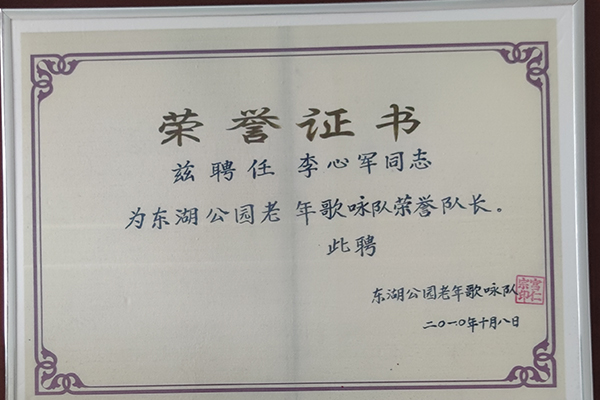 荣誉证书
兹聘任 李心军同志
为东湖公园老年歌咏队荣誉队长。
此聘
东湖公园老年歌咏队
二〇一〇年十月八日